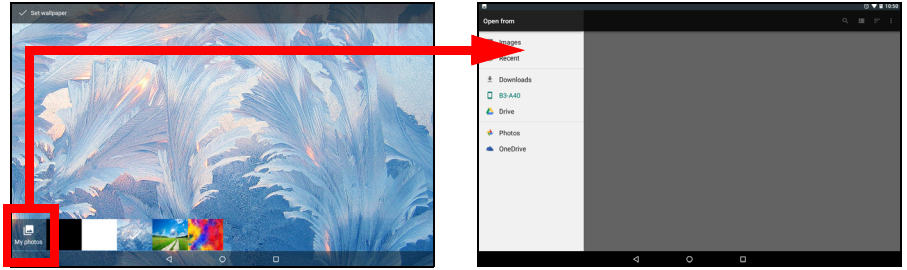 Set wallpaper
My photos
10:50
Open from
Images
Recent
Downloads
B3-A40
Drive
Photos
OneDrive